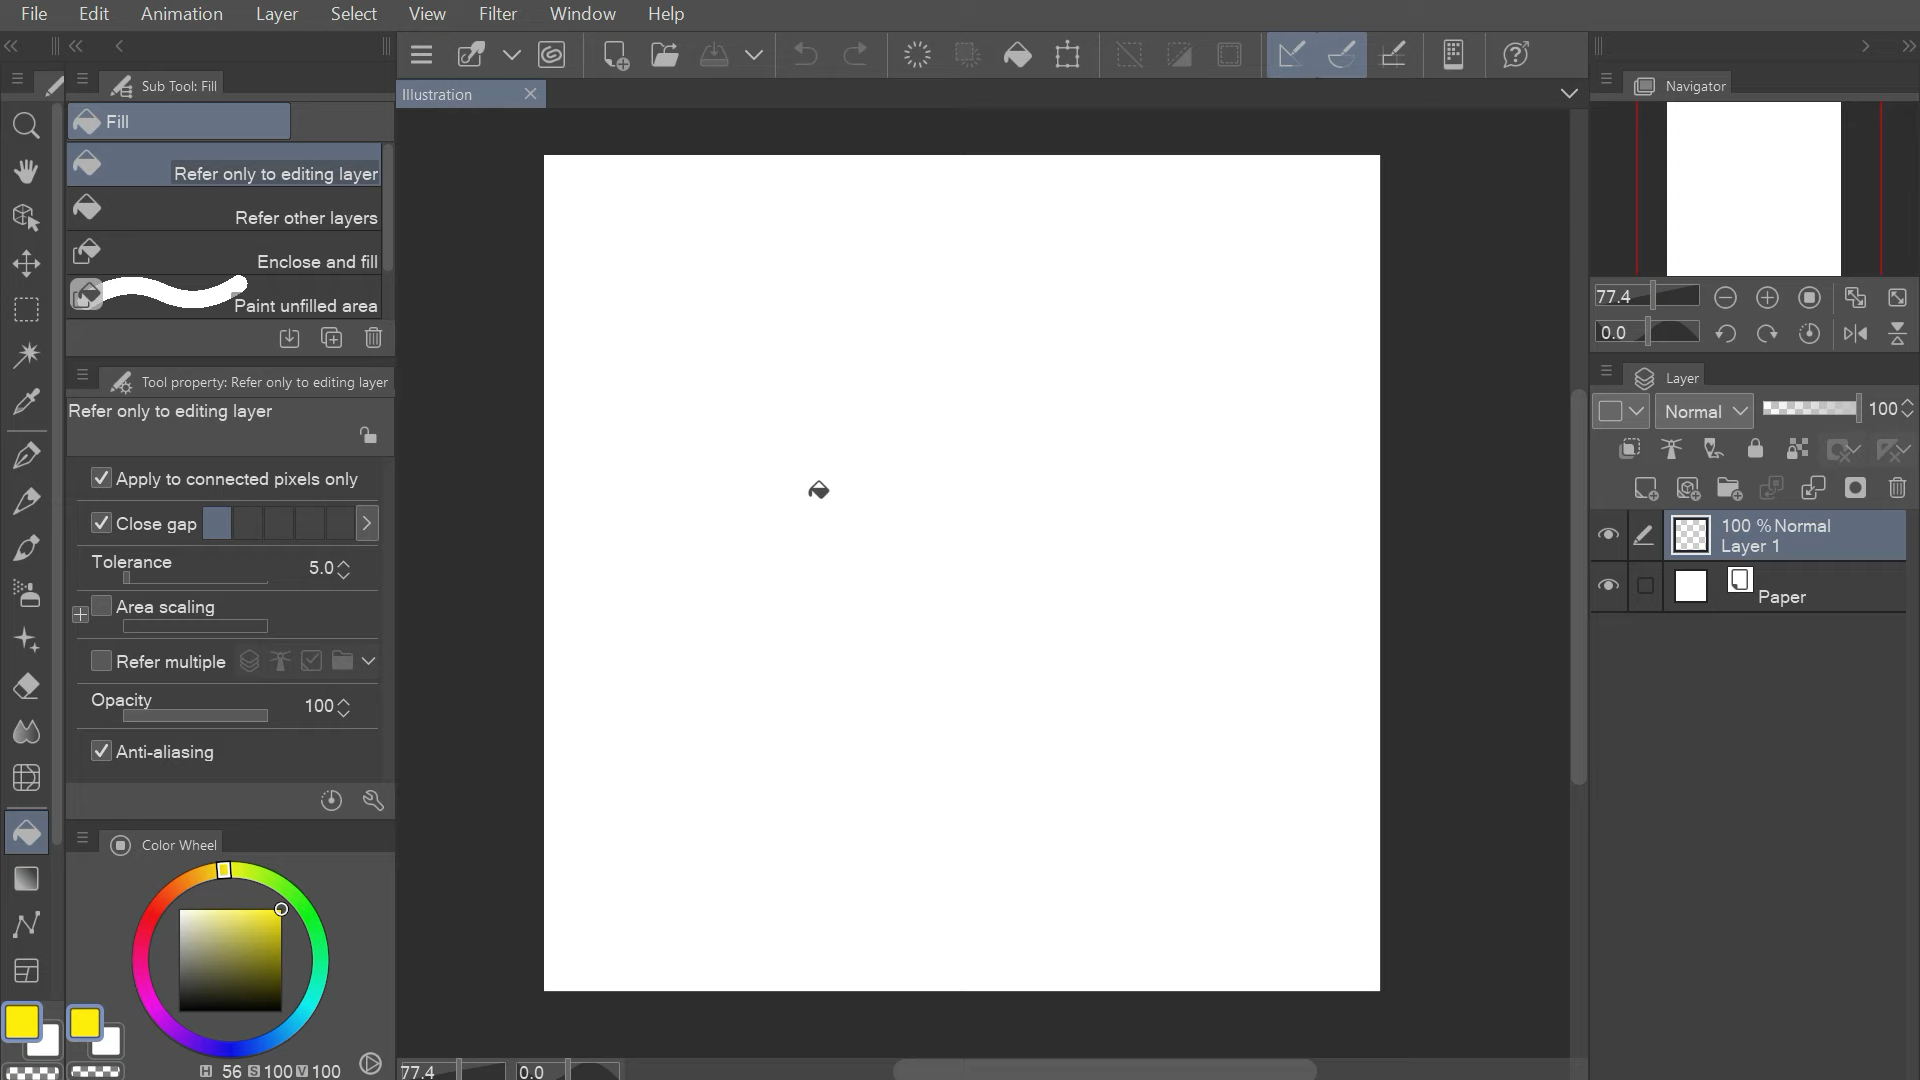 File Edit Animation Layer Select View Filter Window Help
Sub Tool: Fill
Fill
Refer only to editing layer
Refer other layers
Enclose and fill
Paint unfilled area
Tool property: Refer only to editing layer
Refer only to editing layer
Apply to connected pixels only
Close gap
Tolerance 5.0
Area scaling
Refer multiple
Opacity 100
Anti-aliasing
Color Wheel
H 56 S 100 V 100
Illustration
77.4 0.0
Navigator
77.4
0.0
Layer
Normal 100
100 % Normal
Layer 1
Paper